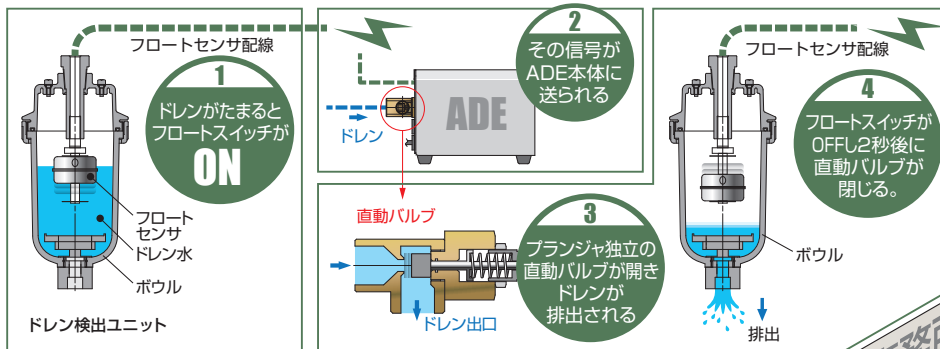 フロートセンサ配線
1
ドレンがたまると
フロートスイッチが
ON
フロート
センサ
ドレン水
ボウル
ドレン検出ユニット
2
その信号が
ADE本体に
送られる
ADE
ドレン
直動バルブ
3
プランジャ独立の
直動バルブが開き
ドレンが
排出される
ドレン出口
フロートセンサ配線
4
フロートスイッチが
OFFし2秒後に
直動バルブが
閉じる。
ボウル
排出